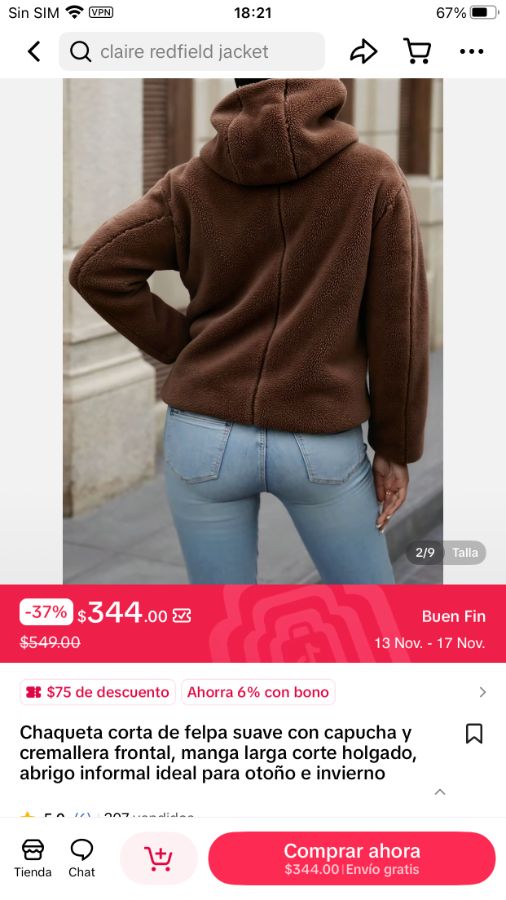 Sin SIM VPN 18:21 67%
claire redfield jacket
2/9 Talla
-37% $344.00 Buen Fin
$549.00 13 Nov. - 17 Nov.
$75 de descuento Ahorra 6% con bono
Chaqueta corta de felpa suave con capucha y
cremallera frontal, manga larga corte holgado,
abrigo informal ideal para otoño e invierno
Comprar ahora
$344.00 | Envío gratis
Tienda Chat